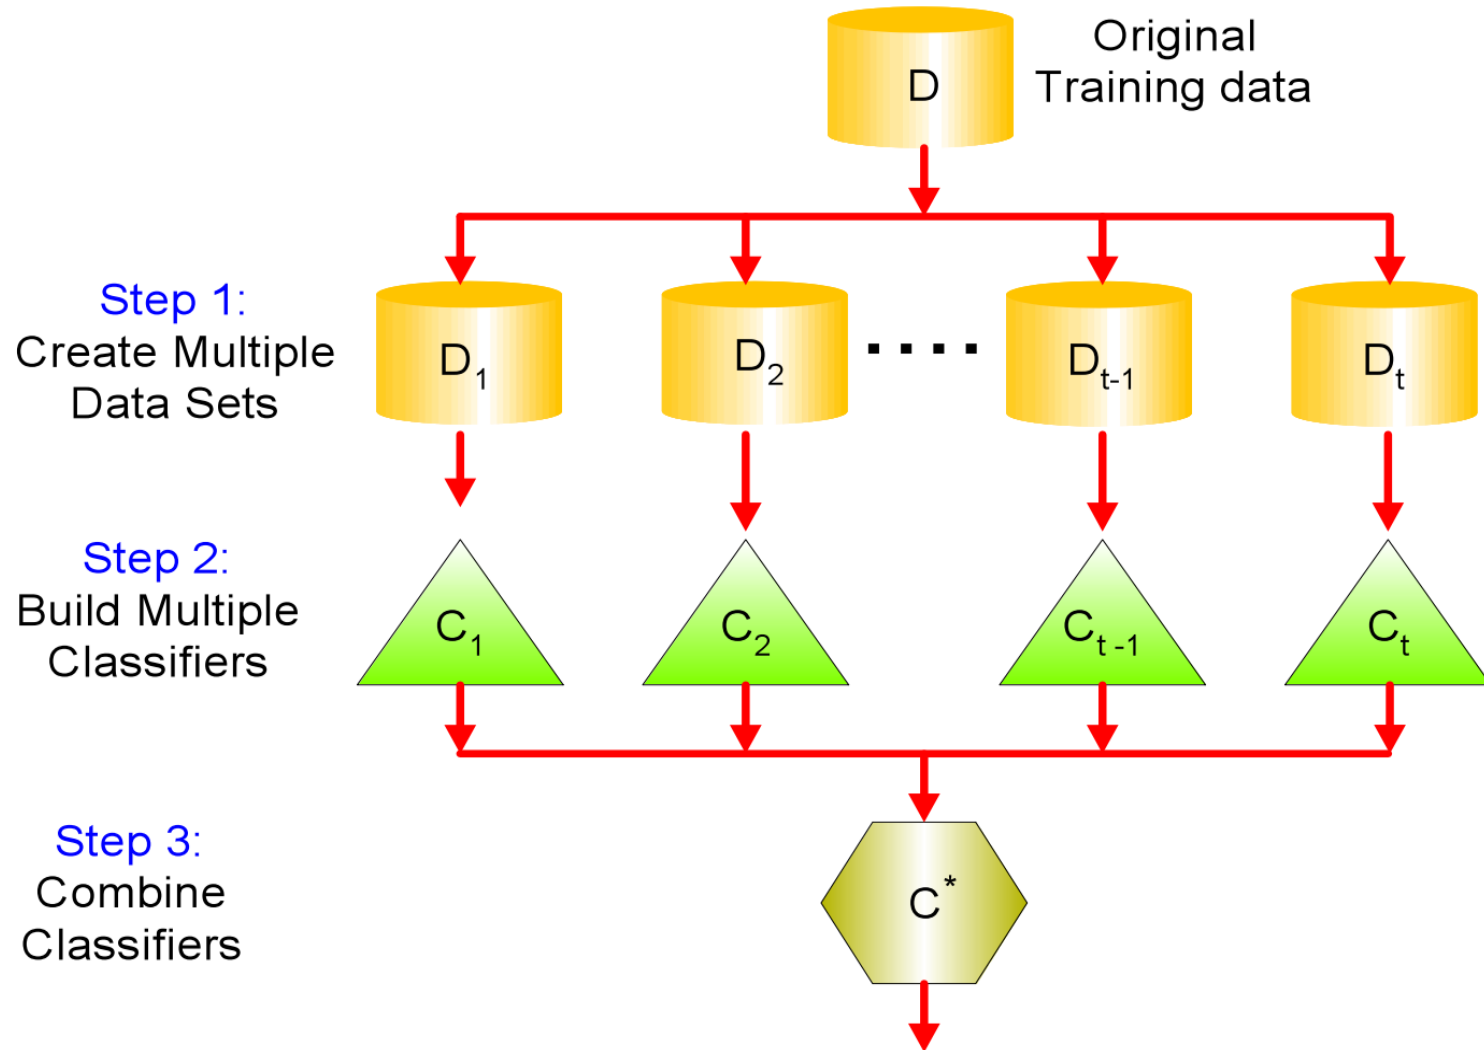 D
Original
Training data
Step 1:
Create Multiple
Data Sets
D1
D2
....
Dt-1
Dt
Step 2:
Build Multiple
Classifiers
C1
C2
Ct -1
Ct
Step 3:
Combine
Classifiers
C*